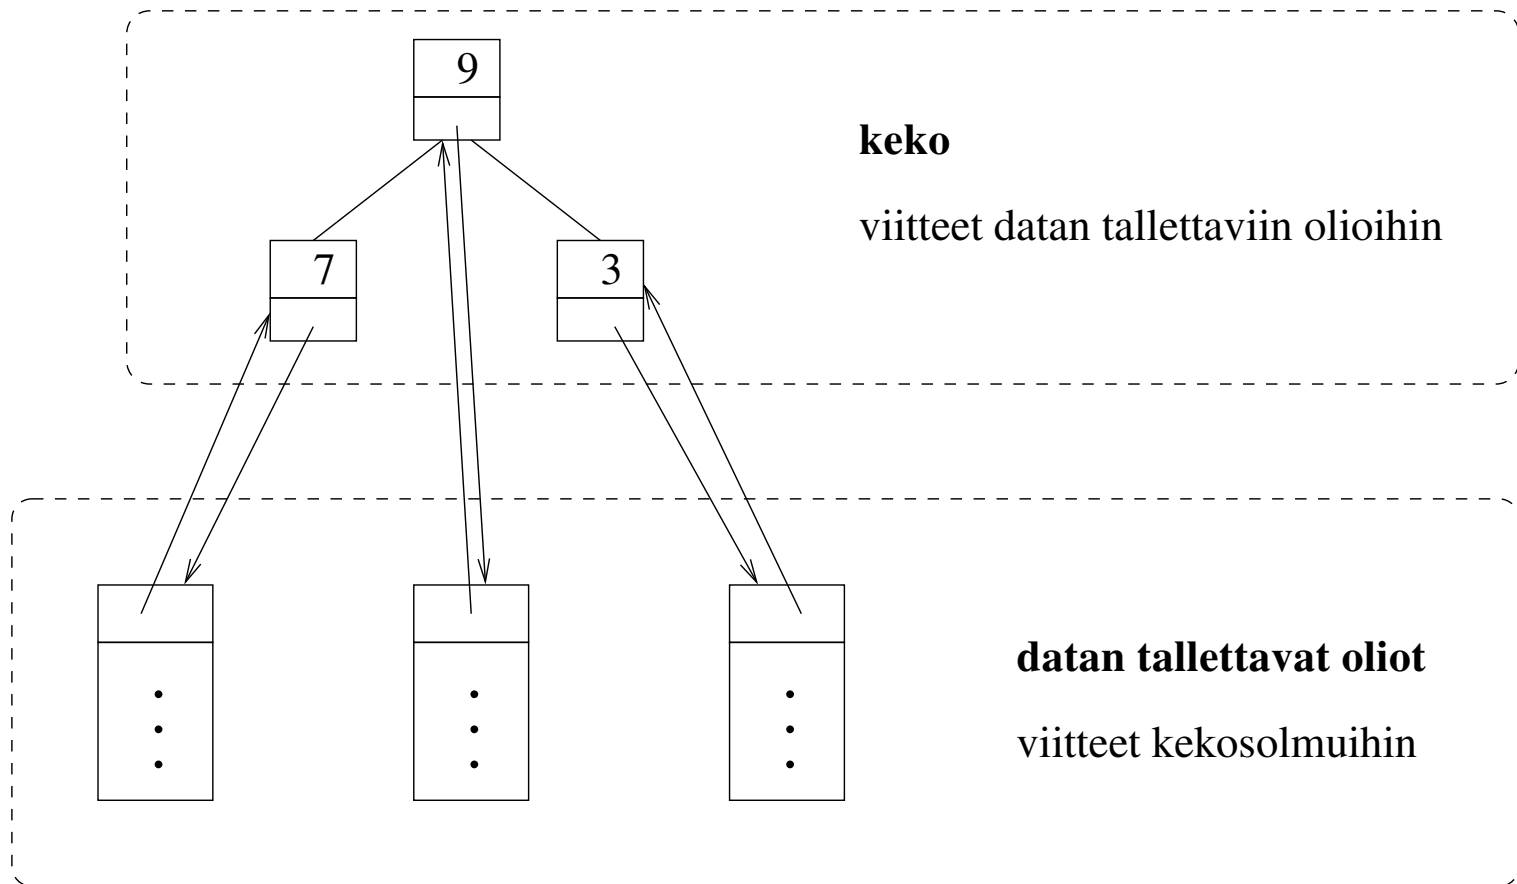 9
keko
viitteet datan tallettaviin olioihin
7
3
datan tallettavat oliot
viitteet kekosolmuihin